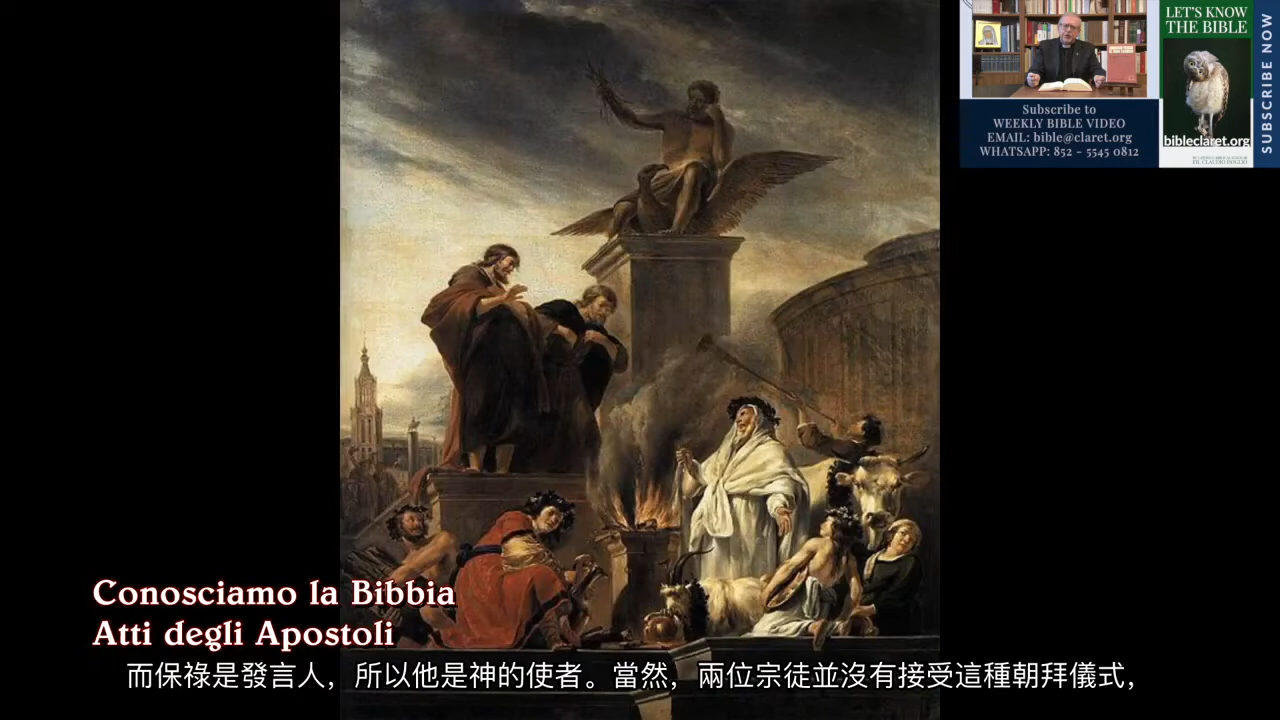 LET'S KNOW
THE BIBLE
SUBSCRIBE NOW
Subscribe to
WEEKLY BIBLE VIDEO
EMAIL: bible@claret.org
WHATSAPP: 852 - 5545 0812
bibleclaret.org
FR. CLAUDIO DOGLIO
Conosciamo la Bibbia
Atti degli Apostoli
而保祿是發言人，所以他是神的使者。當然，兩位宗徒並沒有接受這種朝拜儀式，